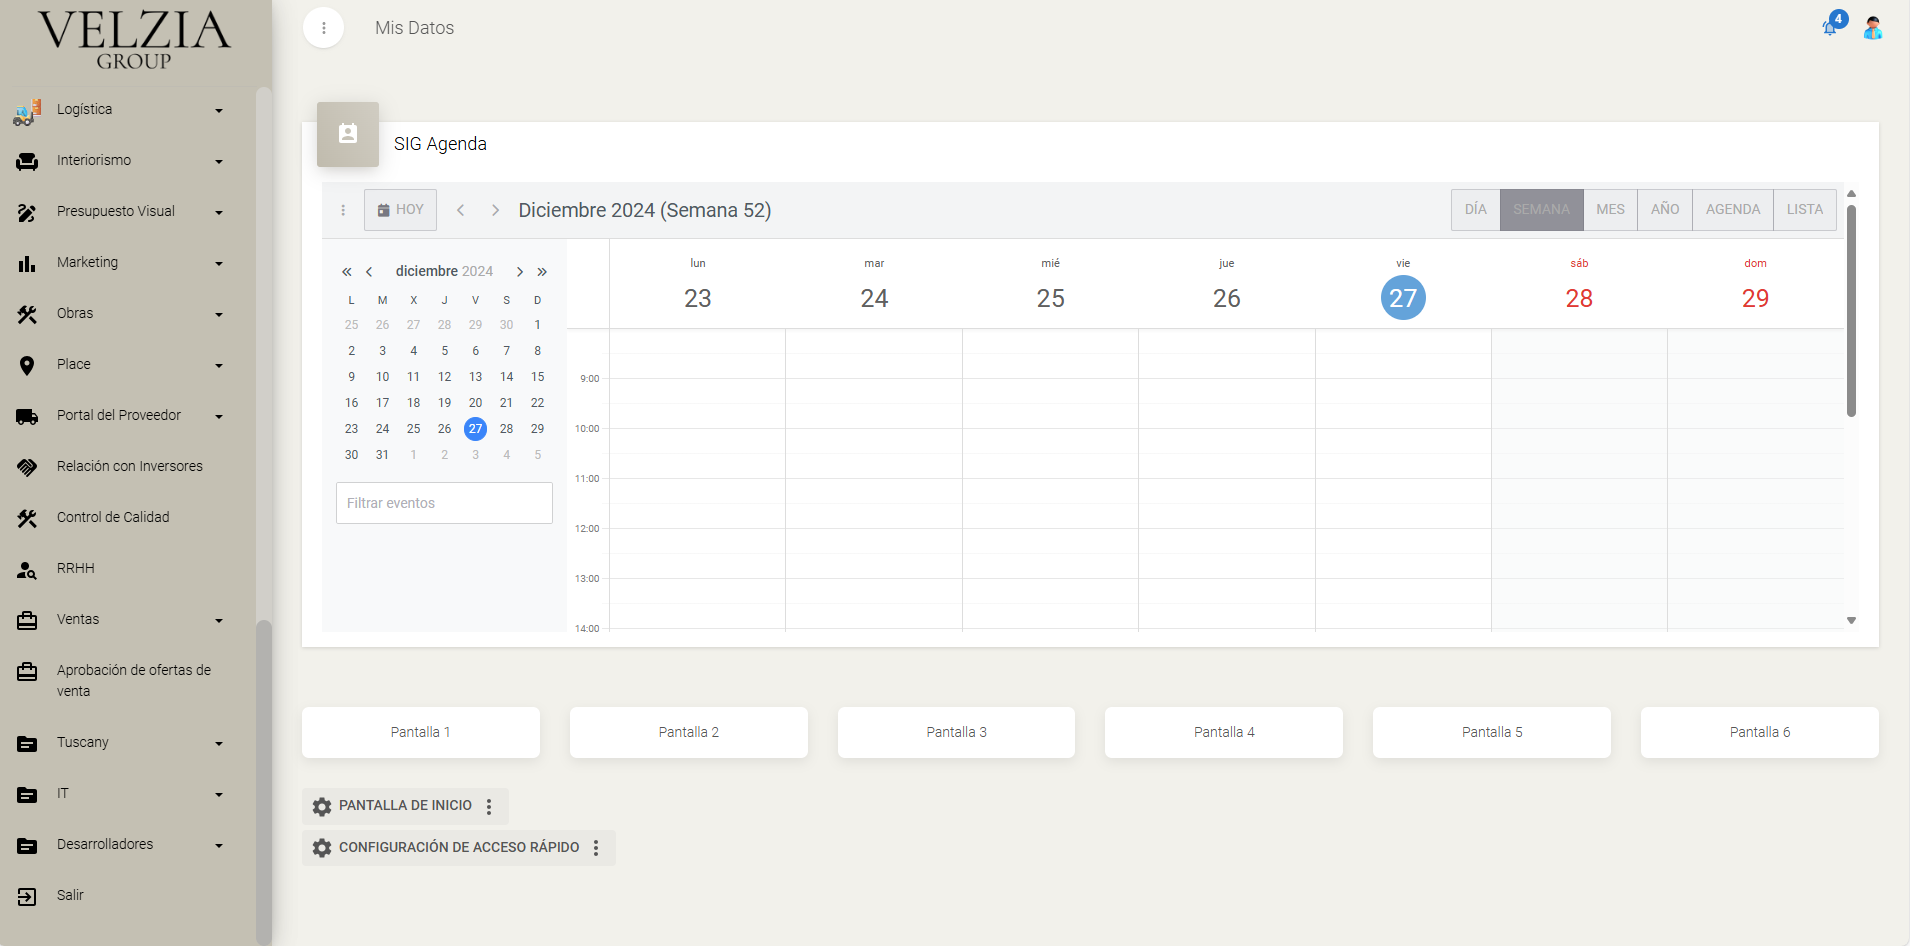 VELZIA
GROUP
Logística
Interiorismo
Presupuesto Visual
Marketing
Obras
Place
Portal del Proveedor
Relación con Inversores
Control de Calidad
RRHH
Ventas
Aprobación de ofertas de
venta
Tuscany
IT
Desarrolladores
Salir
Mis Datos
4
SIG Agenda
HOY
Diciembre 2024 (Semana 52)
DÍA SEMANA MES AÑO AGENDA LISTA
diciembre 2024
L M X J V S D
25 26 27 28 29 30 1
2 3 4 5 6 7 8
9 10 11 12 13 14 15
16 17 18 19 20 21 22
23 24 25 26 27 28 29
30 31 1 2 3 4 5
Filtrar eventos
lun mar mié jue vie sáb dom
23 24 25 26 27 28 29
9:00
10:00
11:00
12:00
13:00
14:00
Pantalla 1 Pantalla 2 Pantalla 3 Pantalla 4 Pantalla 5 Pantalla 6
PANTALLA DE INICIO
CONFIGURACIÓN DE ACCESO RÁPIDO